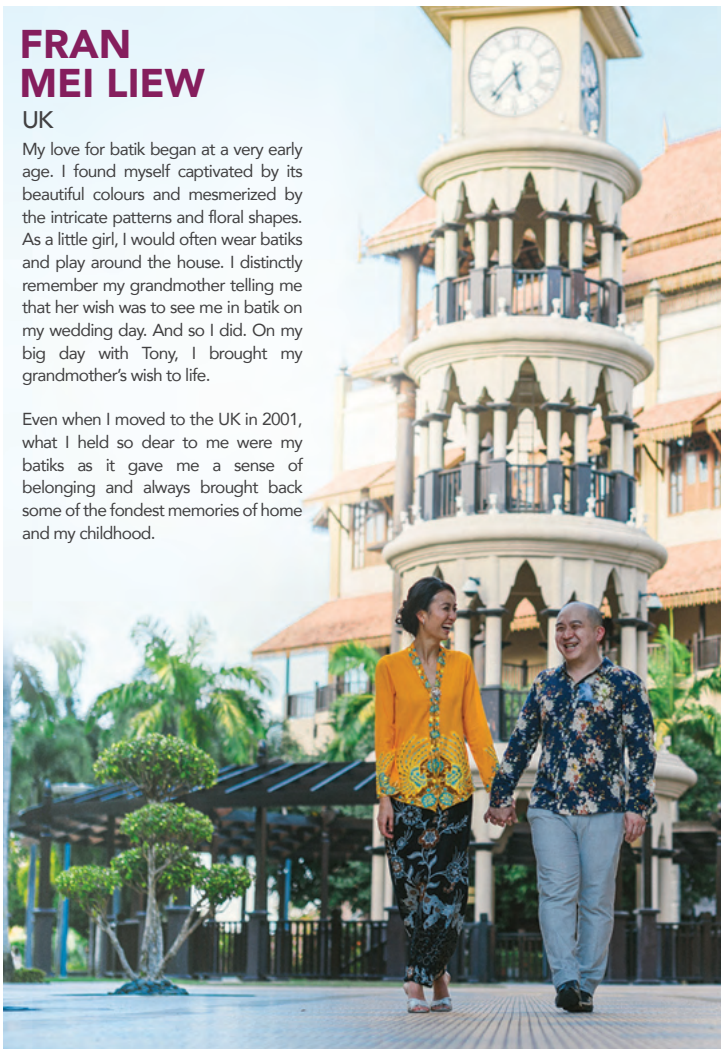 FRAN
MEI LIEW
UK
My love for batik began at a very early
age. I found myself captivated by its
beautiful colours and mesmerized by
the intricate patterns and floral shapes.
As a little girl, I would often wear batiks
and play around the house. I distinctly
remember my grandmother telling me
that her wish was to see me in batik on
my wedding day. And so I did. On my
big day with Tony, I brought my
grandmother’s wish to life.
Even when I moved to the UK in 2001,
what I held so dear to me were my
batiks as it gave me a sense of
belonging and always brought back
some of the fondest memories of home
and my childhood.